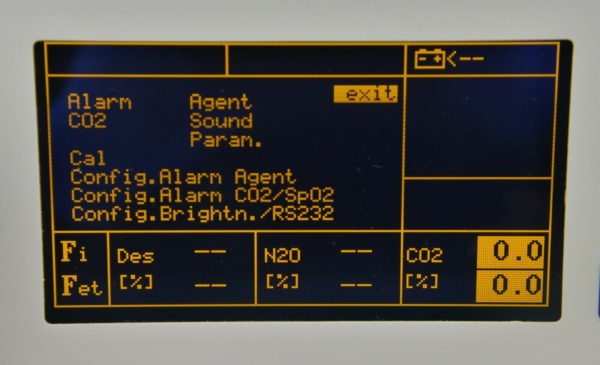 <--
exit
Alarm Agent
CO2 Sound
Param.
Cal
Config.Alarm Agent
Config.Alarm CO2/SpO2
Config.Brightn./RS232
Fi Des -- N2O -- CO2 0.0
Fet [%] -- [%] -- [%] 0.0